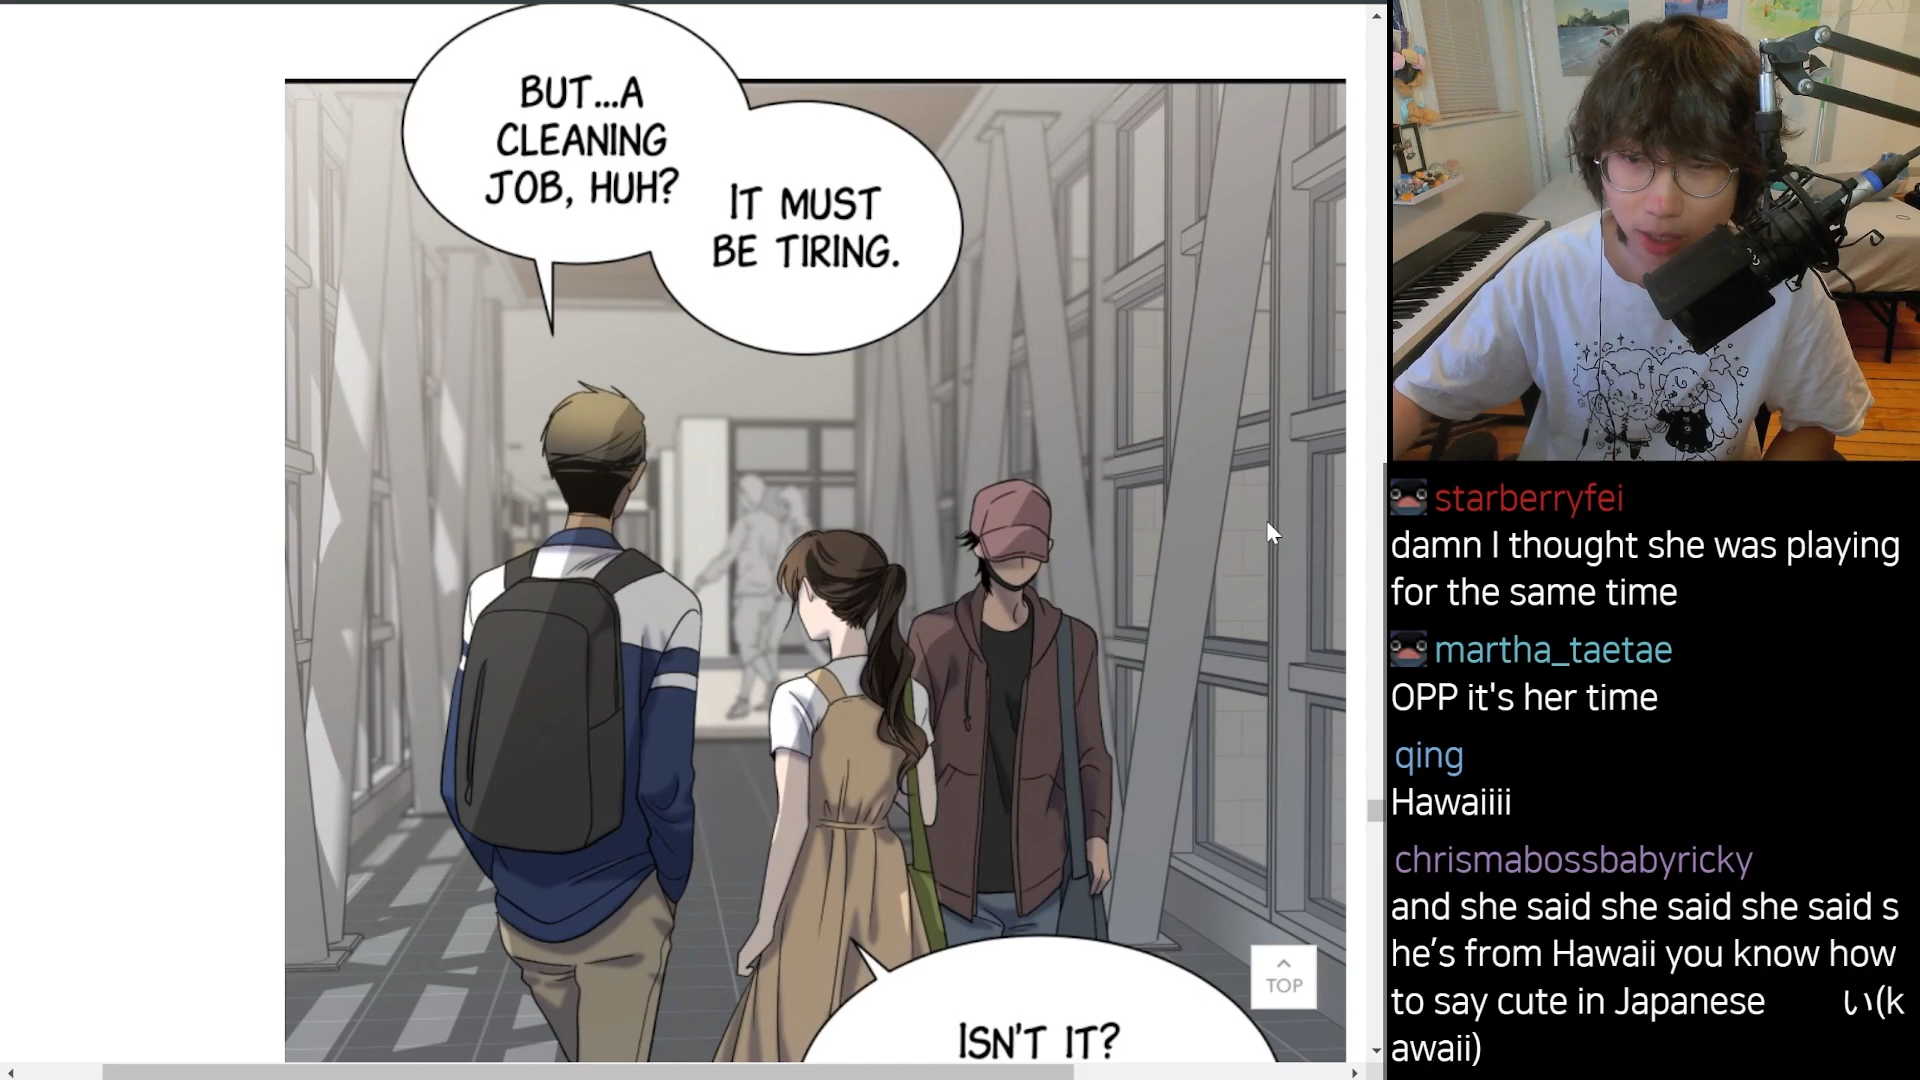 BUT...A
CLEANING
JOB, HUH?
IT MUST
BE TIRING.
ISN'T IT?
TOP
starberryfei
damn I thought she was playing
for the same time
martha_taetae
OPP it's her time
qing
Hawaiiii
chrismabossbabyricky
and she said she said she said s
he's from Hawaii you know how
to say cute in Japanese い(k
awaii)